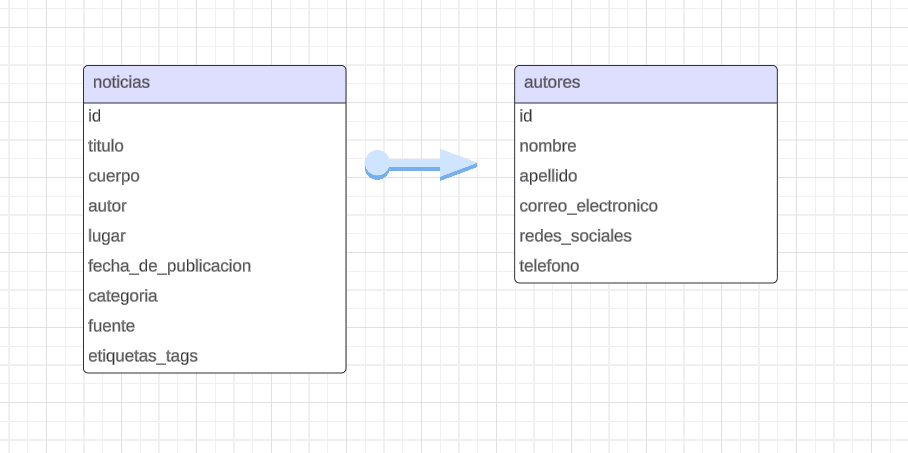 noticias
id
titulo
cuerpo
autor
lugar
fecha_de_publicacion
categoria
fuente
etiquetas_tags
autores
id
nombre
apellido
correo_electronico
redes_sociales
telefono